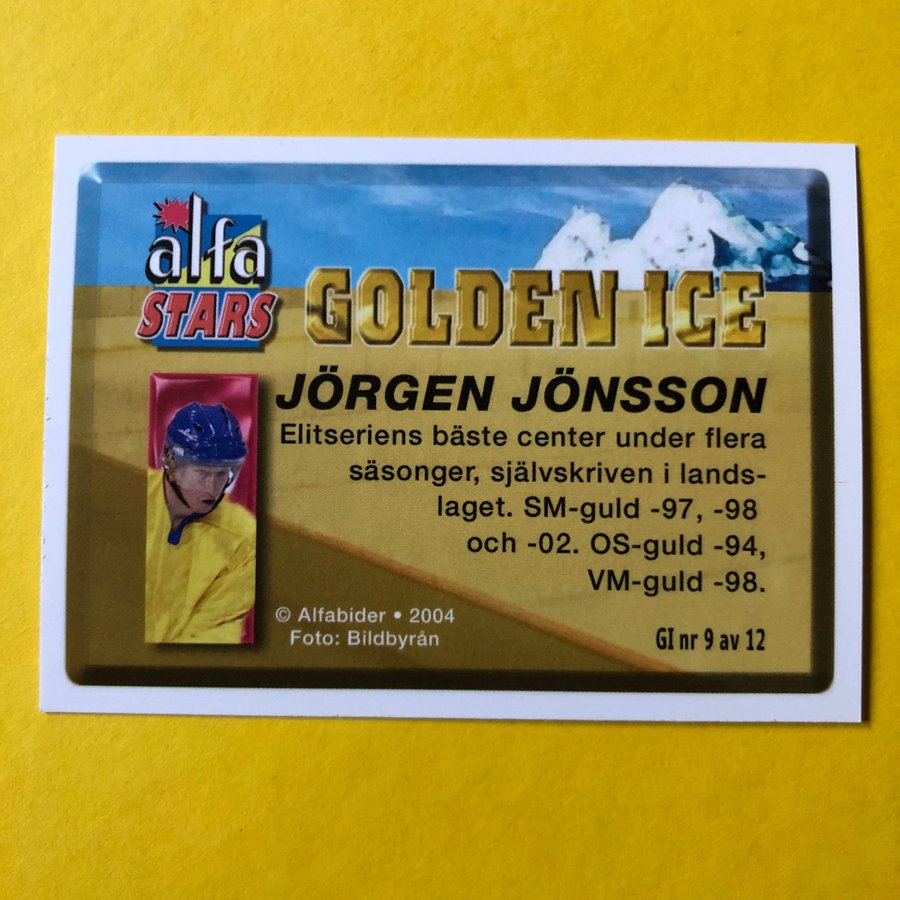 alfa
STARS
GOLDEN ICE
JÖRGEN JÖNSSON
Elitseriens bäste center under flera
säsonger, självskriven i lands-
laget. SM-guld -97, -98
och -02. OS-guld -94,
VM-guld -98.
© Alfabider • 2004
Foto: Bildbyrån
GI nr 9 av 12